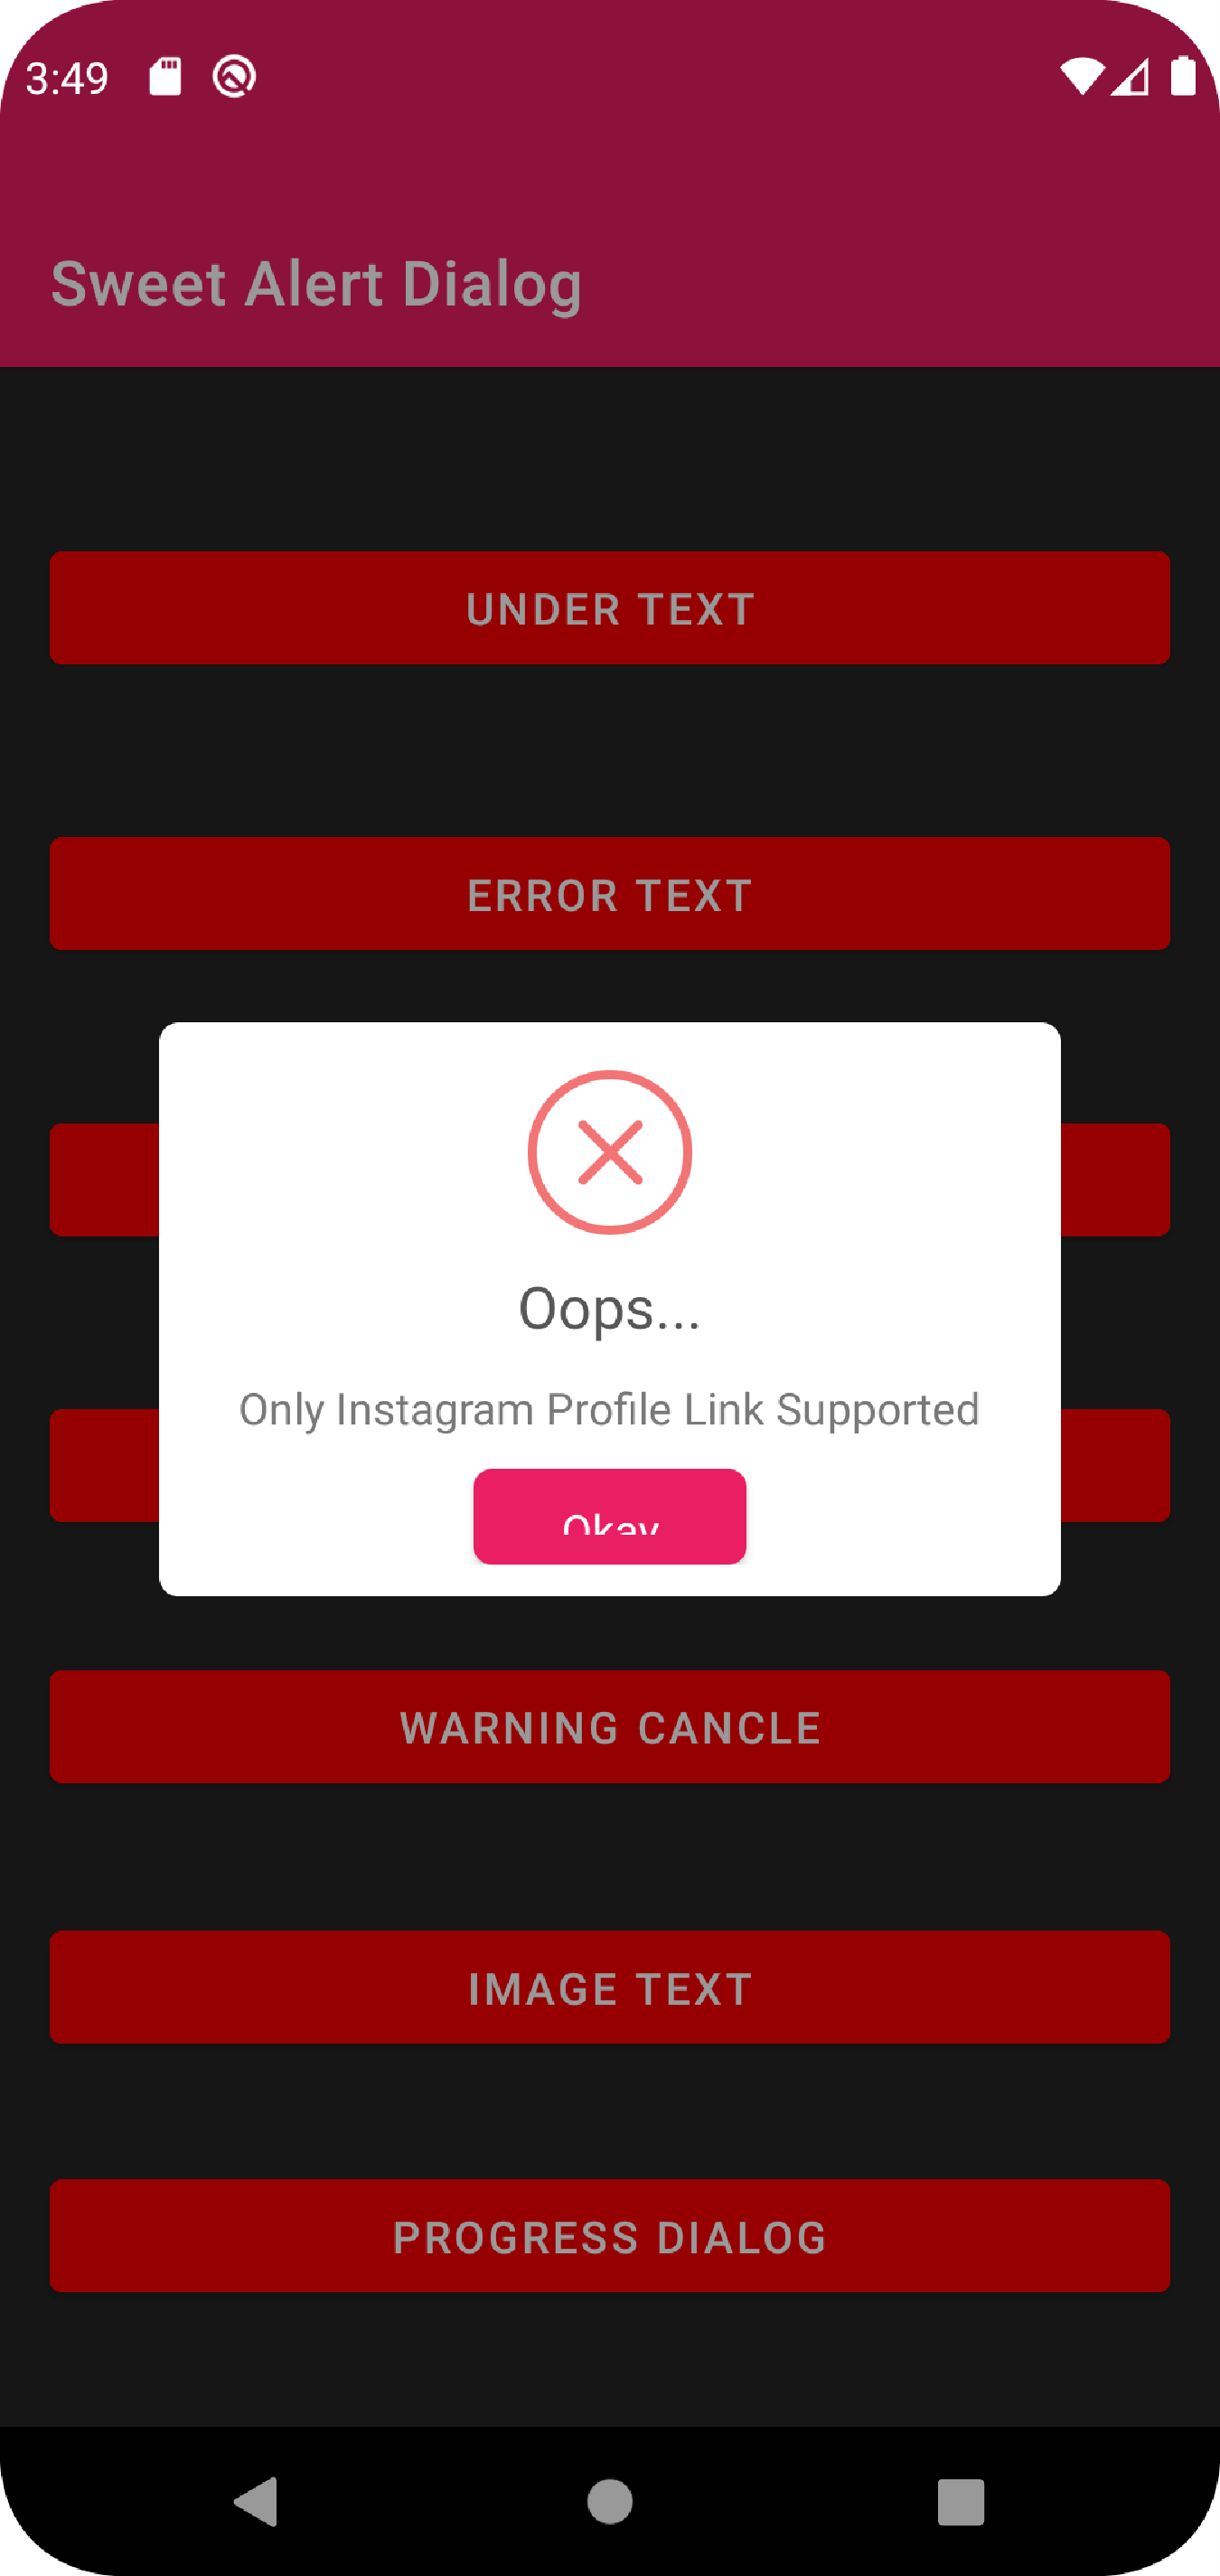 3:49
Sweet Alert Dialog
UNDER TEXT
ERROR TEXT
Oops...
Only Instagram Profile Link Supported
Okay
WARNING CANCLE
IMAGE TEXT
PROGRESS DIALOG